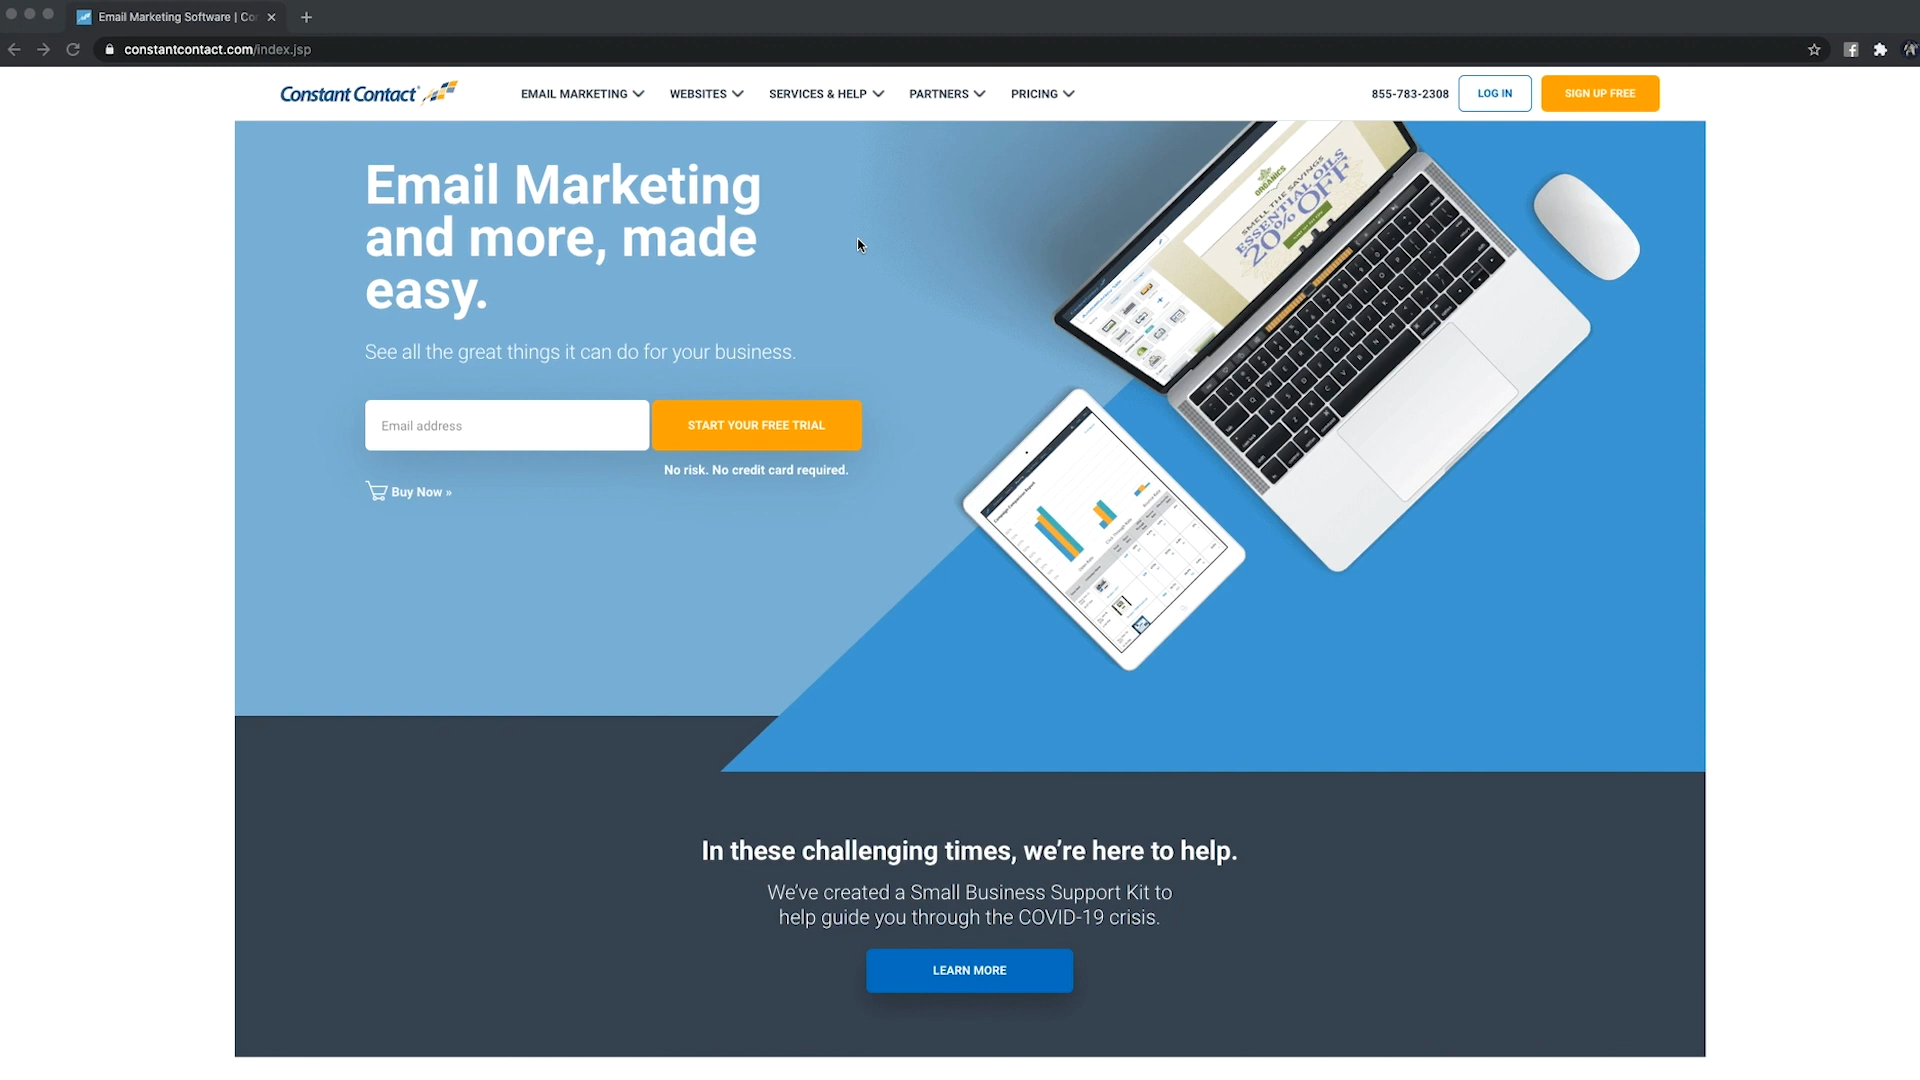 Email Marketing Software | Co
constantcontact.com/index.jsp
Constant Contact
EMAIL MARKETING
WEBSITES
SERVICES & HELP
PARTNERS
PRICING
855-783-2308
LOG IN
SIGN UP FREE
Email Marketing
and more, made
easy.
See all the great things it can do for your business.
Email address
START YOUR FREE TRIAL
No risk. No credit card required.
Buy Now »
ORGANICS
SMELL THE SAVINGS
ESSENTIAL OILS
20% OFF
In these challenging times, we’re here to help.
We’ve created a Small Business Support Kit to
help guide you through the COVID-19 crisis.
LEARN MORE